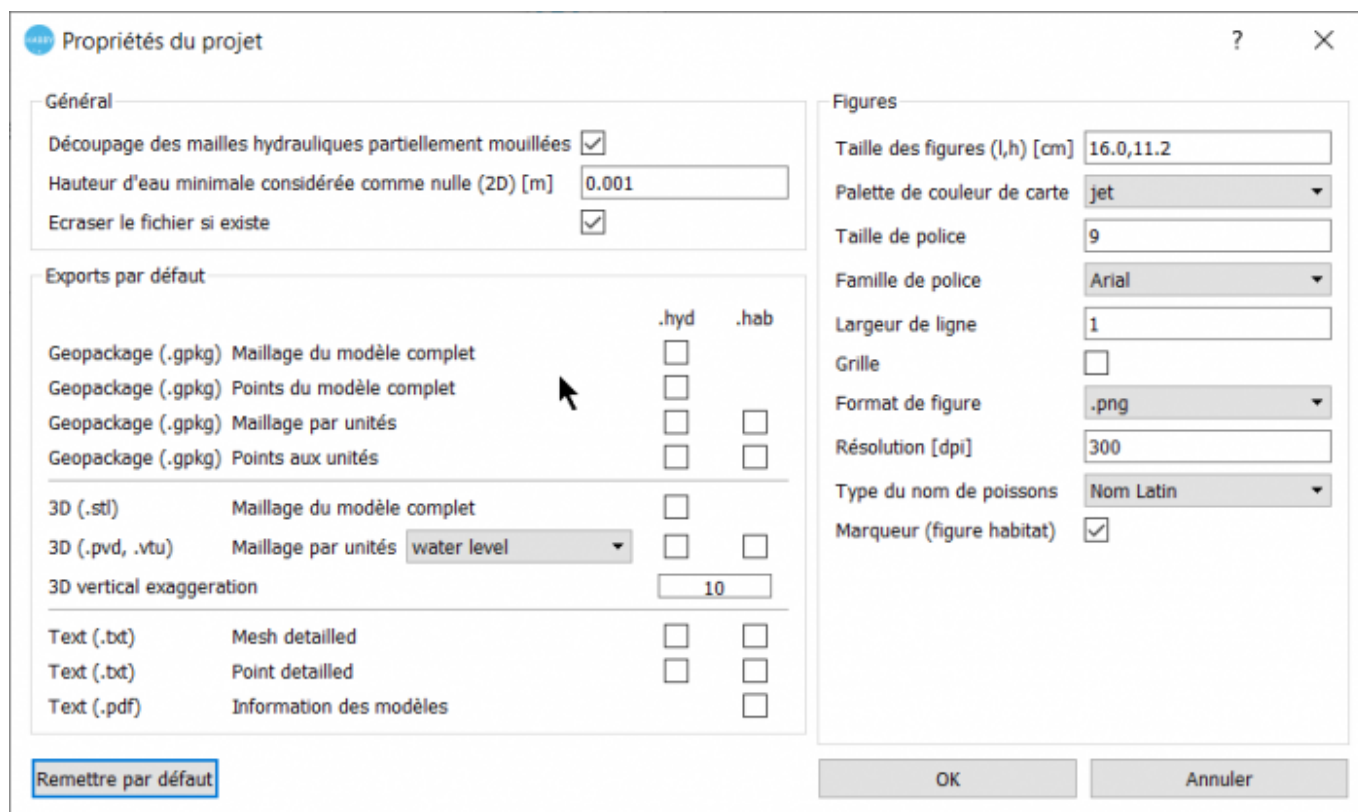 HABBY
Propriétés du projet
?
Général
Découpage des mailles hydrauliques partiellement mouillées
Hauteur d'eau minimale considérée comme nulle (2D) [m] 0.001
Ecraser le fichier si existe
Exports par défaut
.hyd .hab
Geopackage (.gpkg) Maillage du modèle complet
Geopackage (.gpkg) Points du modèle complet
Geopackage (.gpkg) Maillage par unités
Geopackage (.gpkg) Points aux unités
3D (.stl) Maillage du modèle complet
3D (.pvd, .vtu) Maillage par unités water level
3D vertical exaggeration 10
Text (.txt) Mesh detailled
Text (.txt) Point detailled
Text (.pdf) Information des modèles
Figures
Taille des figures (l,h) [cm] 16.0,11.2
Palette de couleur de carte jet
Taille de police 9
Famille de police Arial
Largeur de ligne 1
Grille
Format de figure .png
Résolution [dpi] 300
Type du nom de poissons Nom Latin
Marqueur (figure habitat)
Remettre par défaut
OK
Annuler